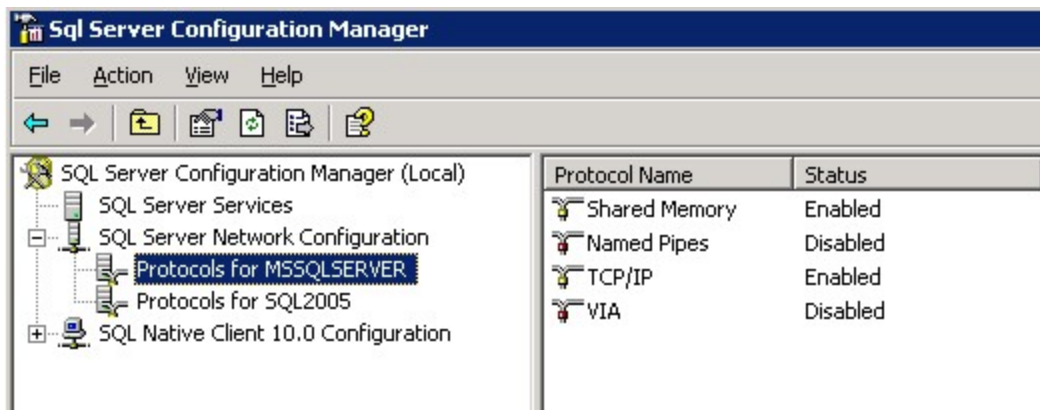 Sql Server Configuration Manager
File Action View Help
SQL Server Configuration Manager (Local)
SQL Server Services
SQL Server Network Configuration
Protocols for MSSQLSERVER
Protocols for SQL2005
SQL Native Client 10.0 Configuration
Protocol Name Status
Shared Memory Enabled
Named Pipes Disabled
TCP/IP Enabled
VIA Disabled